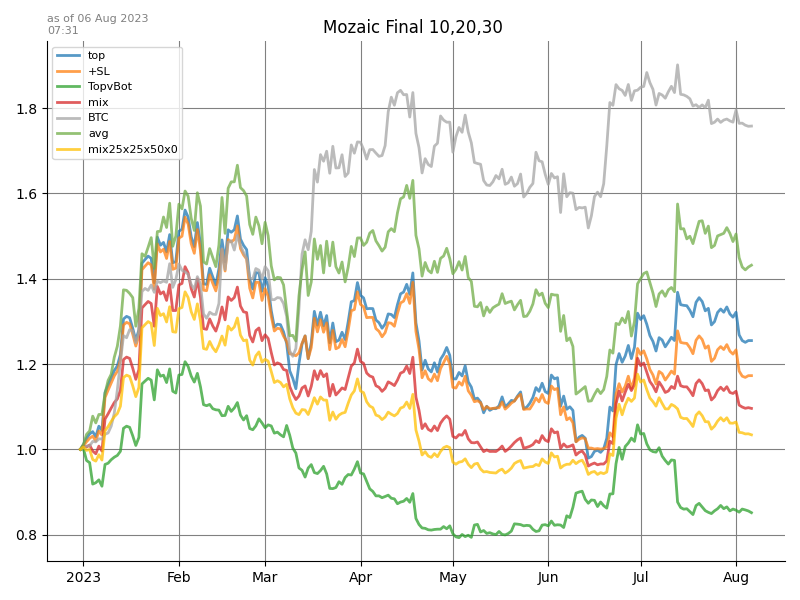 as of 06 Aug 2023
07:31
Mozaic Final 10,20,30
top
+SL
TopvBot
mix
BTC
avg
mix25x25x50x0
1.8
1.6
1.4
1.2
1.0
0.8
2023 Feb Mar Apr May Jun Jul Aug